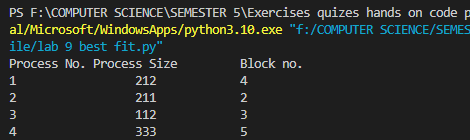 PS F:\COMPUTER SCIENCE\SEMESTER 5\Exercises quizes hands on code p
al/Microsoft/WindowsApps/python3.10.exe "f:/COMPUTER SCIENCE/SEMES
ile/lab 9 best fit.py"
Process No. Process Size Block no.
1 212 4
2 211 2
3 112 3
4 333 5